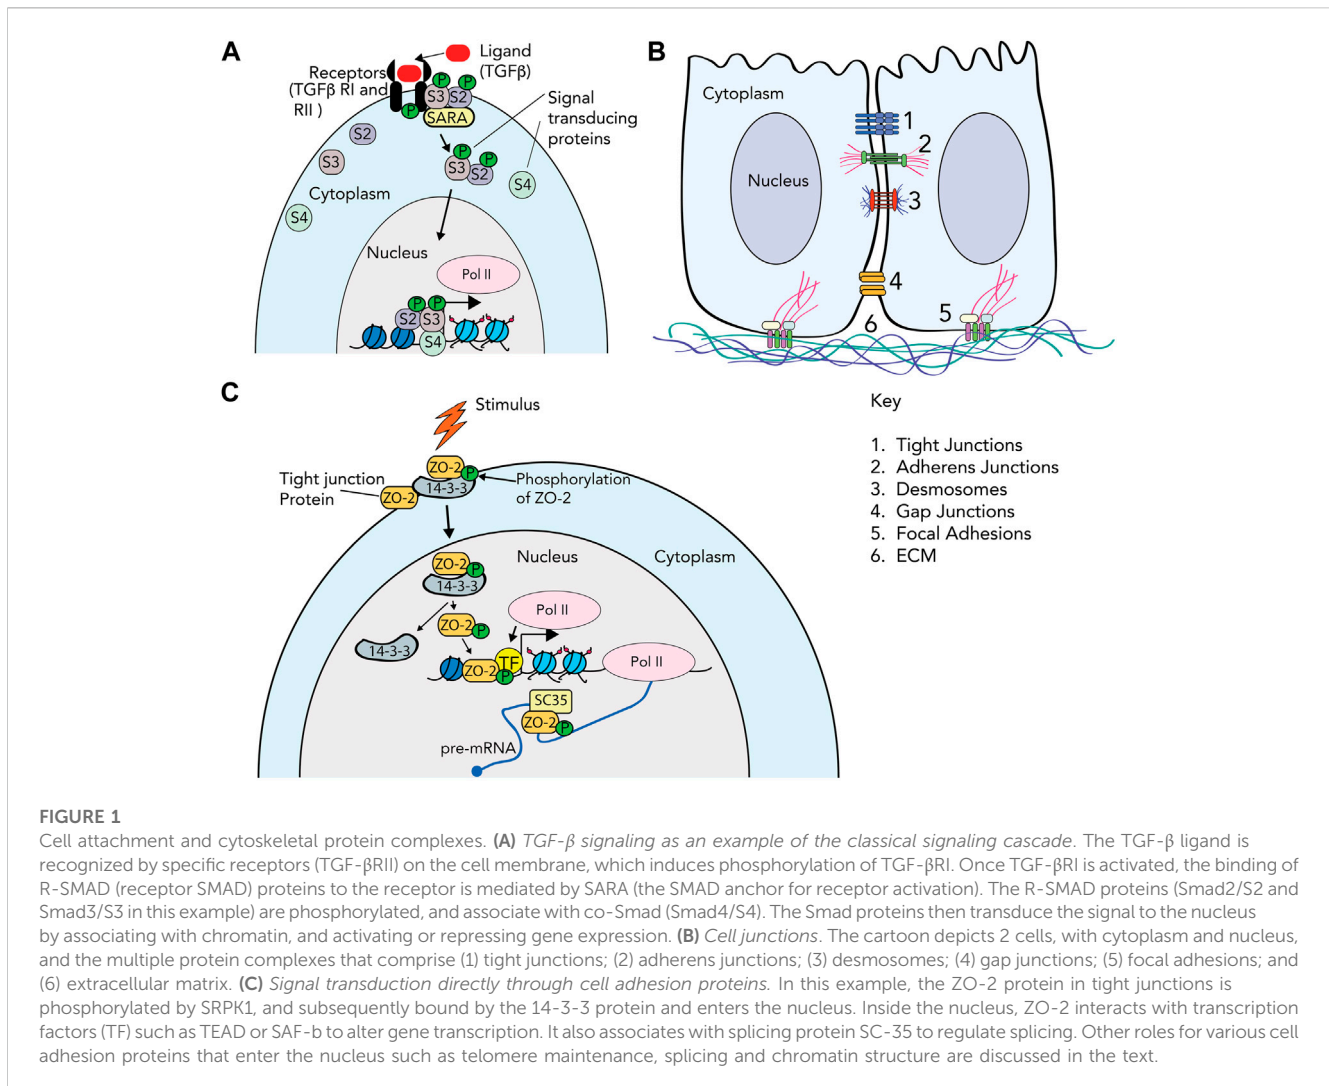 A
Ligand
(TGFβ)
Receptors
(TGFβ RI and
RII )
P
P
P
S3
S2
SARA
Signal
transducing
proteins
S2
S3
P
P
S3
S2
S4
Cytoplasm
S4
Nucleus
Pol II
P
P
S2
S3
S4
B
Cytoplasm
Nucleus
1
2
3
4
5
6
Key
1. Tight Junctions
2. Adherens Junctions
3. Desmosomes
4. Gap Junctions
5. Focal Adhesions
6. ECM
C
Stimulus
ZO-2
P
14-3-3
Tight junction
Protein
ZO-2
Phosphorylation
of ZO-2
Nucleus
Cytoplasm
ZO-2
P
14-3-3
ZO-2
P
14-3-3
Pol II
ZO-2
TF
P
Pol II
SC35
ZO-2
P
pre-mRNA
FIGURE 1
Cell attachment and cytoskeletal protein complexes. (A) TGF-β signaling as an example of the classical signaling cascade. The TGF-β ligand is
recognized by specific receptors (TGF-βRII) on the cell membrane, which induces phosphorylation of TGF-βRI. Once TGF-βRI is activated, the binding of
R-SMAD (receptor SMAD) proteins to the receptor is mediated by SARA (the SMAD anchor for receptor activation). The R-SMAD proteins (Smad2/S2 and
Smad3/S3 in this example) are phosphorylated, and associate with co-Smad (Smad4/S4). The Smad proteins then transduce the signal to the nucleus
by associating with chromatin, and activating or repressing gene expression. (B) Cell junctions. The cartoon depicts 2 cells, with cytoplasm and nucleus,
and the multiple protein complexes that comprise (1) tight junctions; (2) adherens junctions; (3) desmosomes; (4) gap junctions; (5) focal adhesions; and
(6) extracellular matrix. (C) Signal transduction directly through cell adhesion proteins. In this example, the ZO-2 protein in tight junctions is
phosphorylated by SRPK1, and subsequently bound by the 14-3-3 protein and enters the nucleus. Inside the nucleus, ZO-2 interacts with transcription
factors (TF) such as TEAD or SAF-b to alter gene transcription. It also associates with splicing protein SC-35 to regulate splicing. Other roles for various cell
adhesion proteins that enter the nucleus such as telomere maintenance, splicing and chromatin structure are discussed in the text.